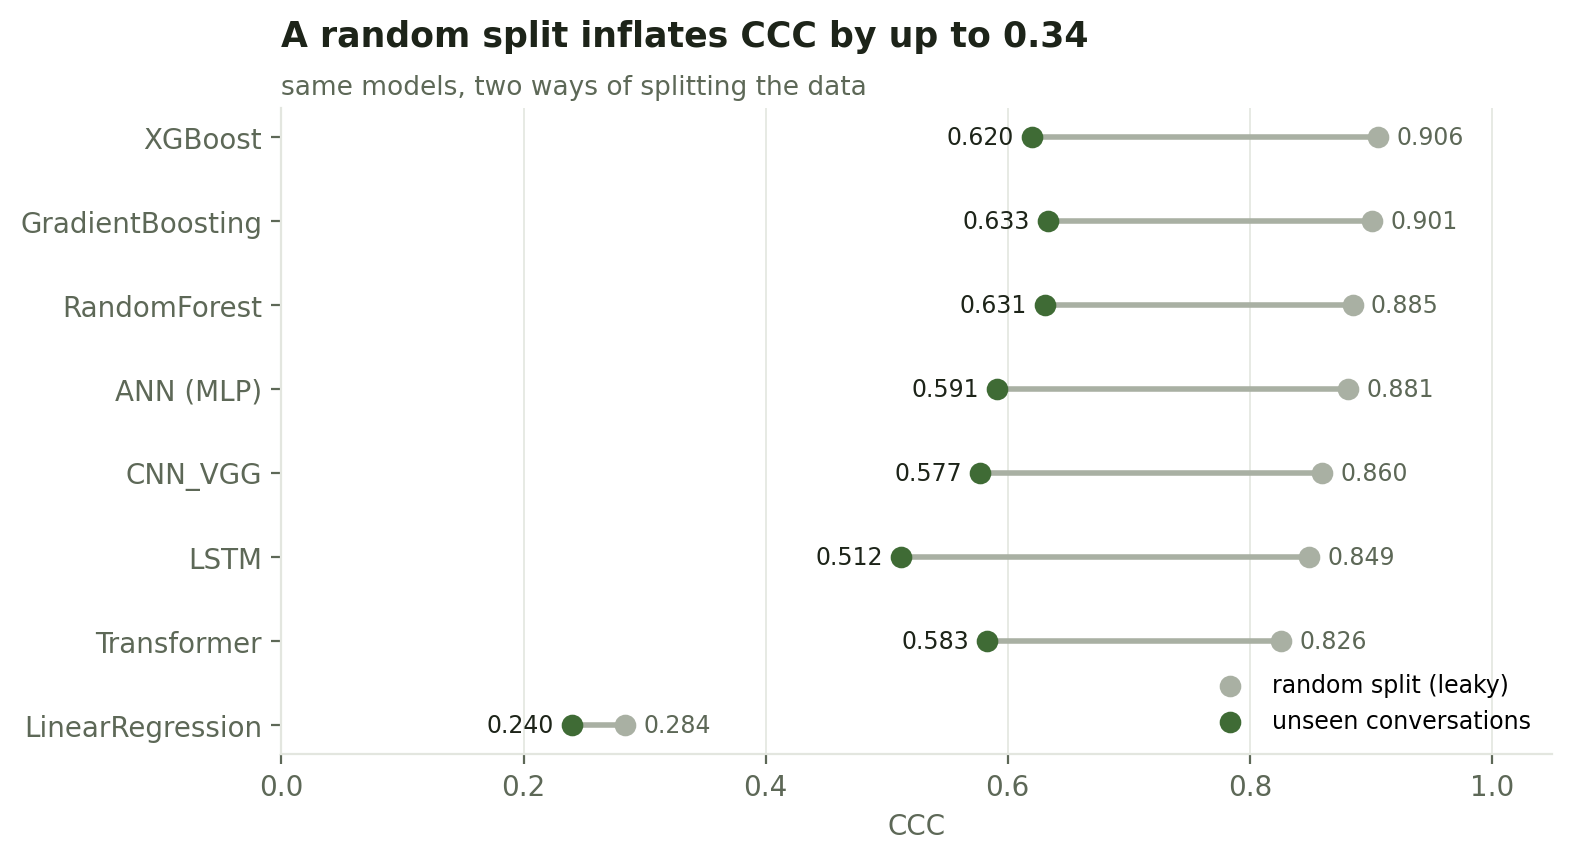 A random split inflates CCC by up to 0.34
same models, two ways of splitting the data
XGBoost 0.620 0.906
GradientBoosting 0.633 0.901
RandomForest 0.631 0.885
ANN (MLP) 0.591 0.881
CNN_VGG 0.577 0.860
LSTM 0.512 0.849
Transformer 0.583 0.826
random split (leaky)
unseen conversations
LinearRegression 0.240 0.284
0.0 0.2 0.4 0.6 0.8 1.0
CCC